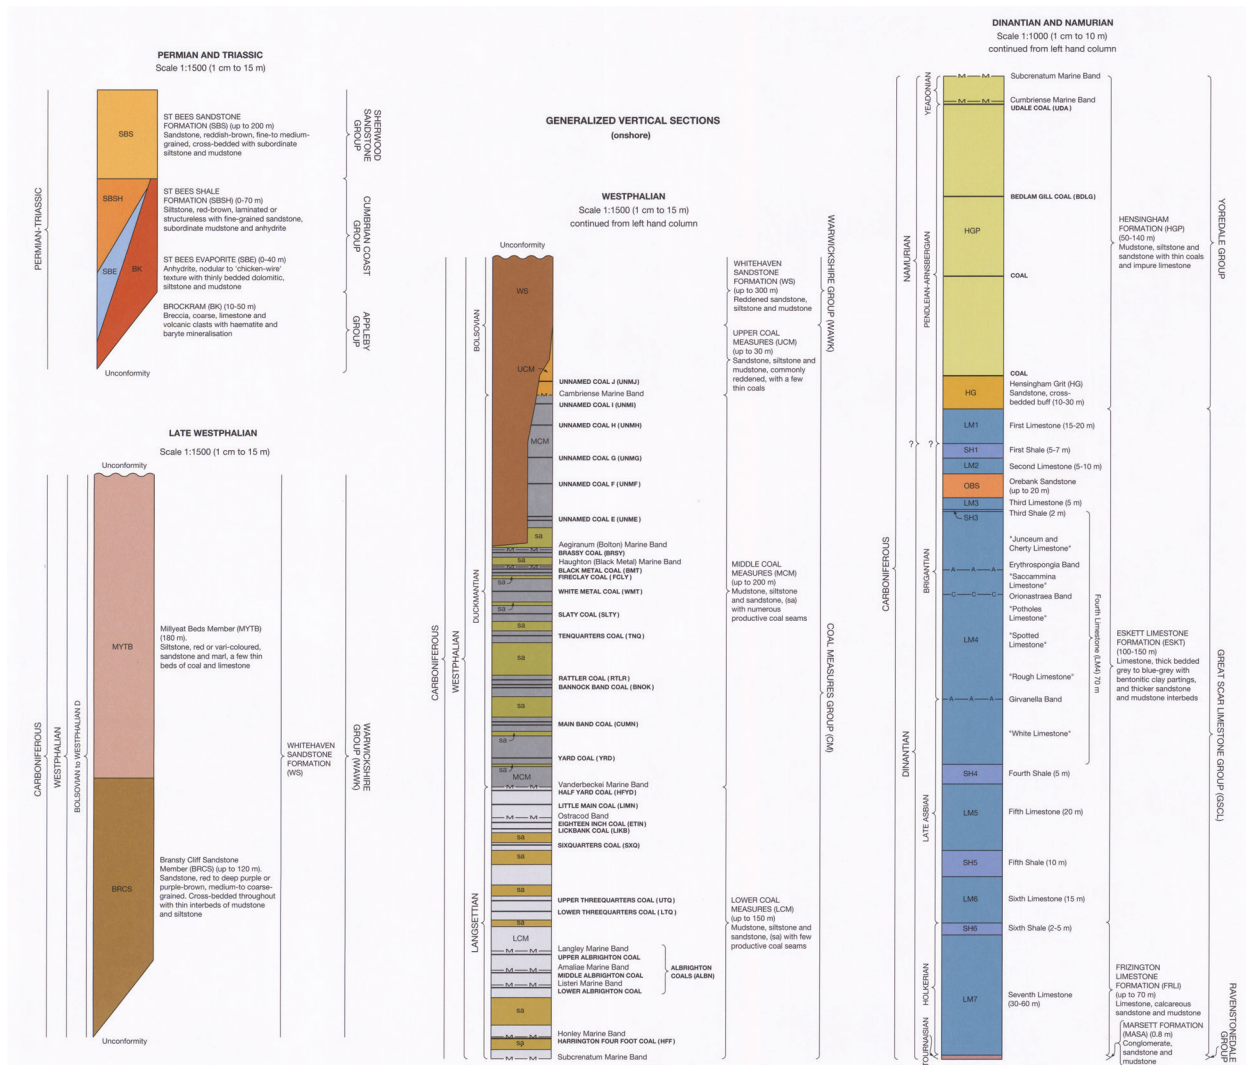 PERMIAN AND TRIASSIC
Scale 1:1500 (1 cm to 15 m)
PERMIAN-TRIASSIC
SBS
SBSH
SBE
BK
ST BEES SANDSTONE
FORMATION (SBS) (up to 200 m)
Sandstone, reddish-brown, fine-to medium-
grained, cross-bedded with subordinate
siltstone and mudstone
ST BEES SHALE
FORMATION (SBSH) (0-70 m)
Siltstone, red-brown, laminated or
structureless with fine-grained sandstone,
subordinate mudstone and anhydrite
ST BEES EVAPORITE (SBE) (0-40 m)
Anhydrite, nodular to 'chicken-wire'
texture with thinly bedded dolomitic,
siltstone and mudstone
BROCKRAM (BK) (10-50 m)
Breccia, coarse, limestone and
volcanic clasts with haematite and
baryte mineralisation
Unconformity
SHERWOOD
SANDSTONE
GROUP
CUMBRIAN COAST
GROUP
APPLEBY
GROUP
LATE WESTPHALIAN
Scale 1:1500 (1 cm to 15 m)
Unconformity
CARBONIFEROUS
WESTPHALIAN
BOLSOVIAN to WESTPHALIAN D
MYTB
BRCS
Millyeat Beds Member (MYTB)
(180 m).
Siltstone, red or vari-coloured,
sandstone and marl, a few thin
beds of coal and limestone
Bransty Cliff Sandstone
Member (BRCS) (up to 120 m).
Sandstone, red to deep purple or
purple-brown, medium-to coarse-
grained. Cross-bedded throughout
with thin interbeds of mudstone
and siltstone
WHITEHAVEN
SANDSTONE
FORMATION
(WS)
WARWICKSHIRE
GROUP (WAWK)
Unconformity
GENERALIZED VERTICAL SECTIONS
(onshore)
WESTPHALIAN
Scale 1:1500 (1 cm to 15 m)
continued from left hand column
Unconformity
CARBONIFEROUS
WESTPHALIAN
BOLSOVIAN
DUCKMANTIAN
LANGSETTIAN
WS
UCM
UNNAMED COAL J (UNMJ)
M M Cambriense Marine Band
UNNAMED COAL I (UNMI)
UNNAMED COAL H (UNMH)
MCM
UNNAMED COAL G (UNMG)
UNNAMED COAL F (UNMF)
UNNAMED COAL E (UNME)
sa
M M Aegiranum (Bolton) Marine Band
BRASSY COAL (BRSY)
sa Haughton (Black Metal) Marine Band
M M BLACK METAL COAL (BMT)
sa FIRECLAY COAL (FCLY)
WHITE METAL COAL (WMT)
sa
SLATY COAL (SLTY)
sa
TENQUARTERS COAL (TNQ)
sa
RATTLER COAL (RTLR)
BANNOCK BAND COAL (BNOK)
sa
MAIN BAND COAL (CUMN)
sa
YARD COAL (YRD)
sa
MCM
M M Vanderbeckei Marine Band
HALF YARD COAL (HFYD)
LITTLE MAIN COAL (LIMN)
M M Ostracod Band
EIGHTEEN INCH COAL (ETIN)
LICKBANK COAL (LIKB)
sa
SIXQUARTERS COAL (SXQ)
sa
sa
UPPER THREEQUARTERS COAL (UTQ)
LOWER THREEQUARTERS COAL (LTQ)
sa
LCM
M M Langley Marine Band
UPPER ALBRIGHTON COAL
M M Amaliae Marine Band
MIDDLE ALBRIGHTON COAL
M M Listeri Marine Band
LOWER ALBRIGHTON COAL
ALBRIGHTON
COALS (ALBN)
sa
M M Honley Marine Band
sa HARRINGTON FOUR FOOT COAL (HFF)
M M Subcrenatum Marine Band
WHITEHAVEN
SANDSTONE
FORMATION (WS)
(up to 300 m)
Reddened sandstone,
siltstone and mudstone
UPPER COAL
MEASURES (UCM)
(up to 30 m)
Sandstone, siltstone and
mudstone, commonly
reddened, with a few
thin coals
MIDDLE COAL
MEASURES (MCM)
(up to 200 m)
Mudstone, siltstone
and sandstone, (sa)
with numerous
productive coal seams
LOWER COAL
MEASURES (LCM)
(up to 150 m)
Mudstone, siltstone and
sandstone, (sa) with few
productive coal seams
WARWICKSHIRE GROUP (WAWK)
COAL MEASURES GROUP (CM)
DINANTIAN AND NAMURIAN
Scale 1:1000 (1 cm to 10 m)
continued from left hand column
CARBONIFEROUS
NAMURIAN
DINANTIAN
YEADONIAN
PENDLEIAN-ARNSBERGIAN
? ?
BRIGANTIAN
LATE ASBIAN
HOLKERIAN
TOURNAISIAN
M M Subcrenatum Marine Band
M M Cumbriense Marine Band
UDALE COAL (UDA)
BEDLAM GILL COAL (BDLG)
HGP
COAL
COAL
HG
Hensingham Grit (HG)
Sandstone, cross-
bedded buff (10-30 m)
LM1 First Limestone (15-20 m)
SH1 First Shale (5-7 m)
LM2 Second Limestone (5-10 m)
OBS Orebank Sandstone
(up to 20 m)
LM3 Third Limestone (5 m)
SH3 Third Shale (2 m)
"Junceum and
Cherty Limestone"
A A A Erythrospongia Band
"Saccammina
Limestone"
C C C Orionastraea Band
"Potholes
Limestone"
LM4
"Spotted
Limestone"
"Rough Limestone"
A A A Girvanella Band
"White Limestone"
Fourth Limestone (LM4) 70 m
SH4 Fourth Shale (5 m)
LM5 Fifth Limestone (20 m)
SH5 Fifth Shale (10 m)
LM6 Sixth Limestone (15 m)
SH6 Sixth Shale (2-5 m)
LM7 Seventh Limestone
(30-60 m)
HENSINGHAM
FORMATION (HGP)
(50-140 m)
Mudstone, siltstone and
sandstone with thin coals
and impure limestone
ESKETT LIMESTONE
FORMATION (ESKT)
(100-150 m)
Limestone, thick bedded
grey to blue-grey with
bentonitic clay partings,
and thicker sandstone
and mudstone interbeds
FRIZINGTON
LIMESTONE
FORMATION (FRLI)
(up to 70 m)
Limestone, calcareous
sandstone and mudstone
MARSETT FORMATION
(MASA) (0.8 m)
Conglomerate,
sandstone and
mudstone
YOREDALE GROUP
GREAT SCAR LIMESTONE GROUP (GSCL)
RAVENSTONEDALE
GROUP